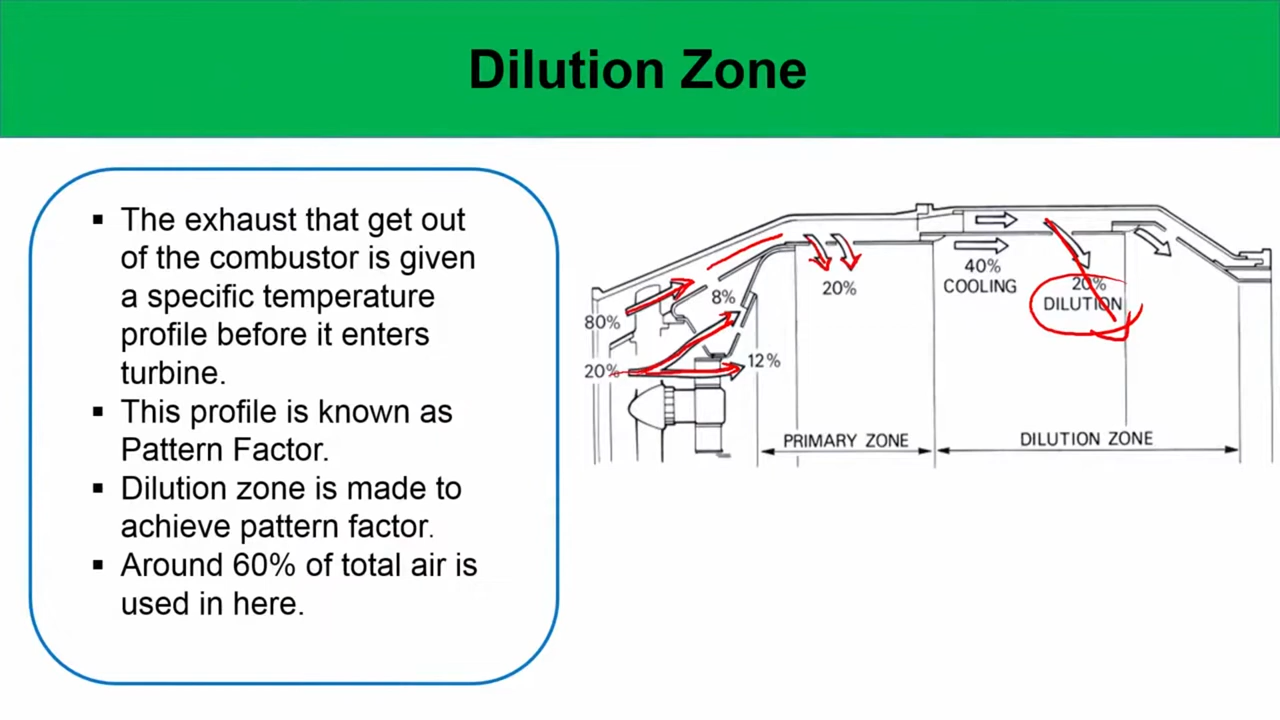 Dilution Zone
▪ The exhaust that get out
of the combustor is given
a specific temperature
profile before it enters
turbine.
▪ This profile is known as
Pattern Factor.
▪ Dilution zone is made to
achieve pattern factor.
▪ Around 60% of total air is
used in here.
80%
20%
8%
12%
20%
40%
COOLING
20%
DILUTION
PRIMARY ZONE
DILUTION ZONE